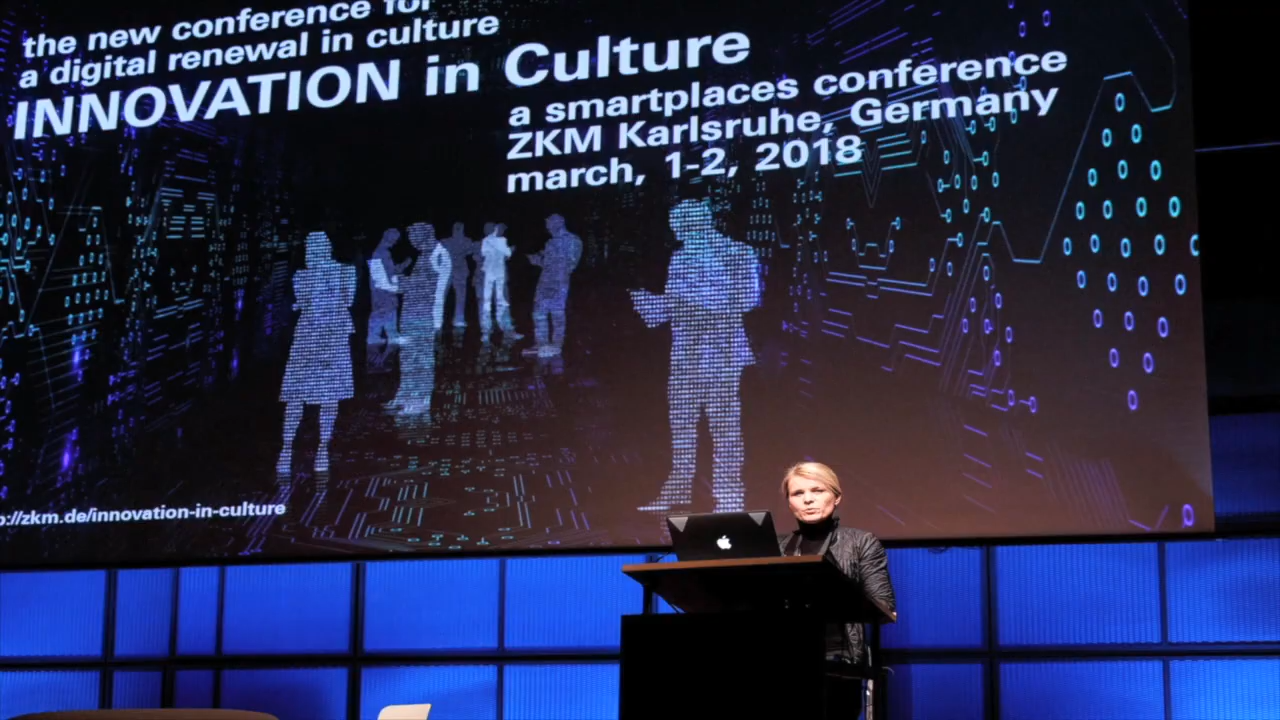 the new conference for
a digital renewal in culture
INNOVATION in Culture
a smartplaces conference
ZKM Karlsruhe, Germany
march, 1-2, 2018
p://zkm.de/innovation-in-culture